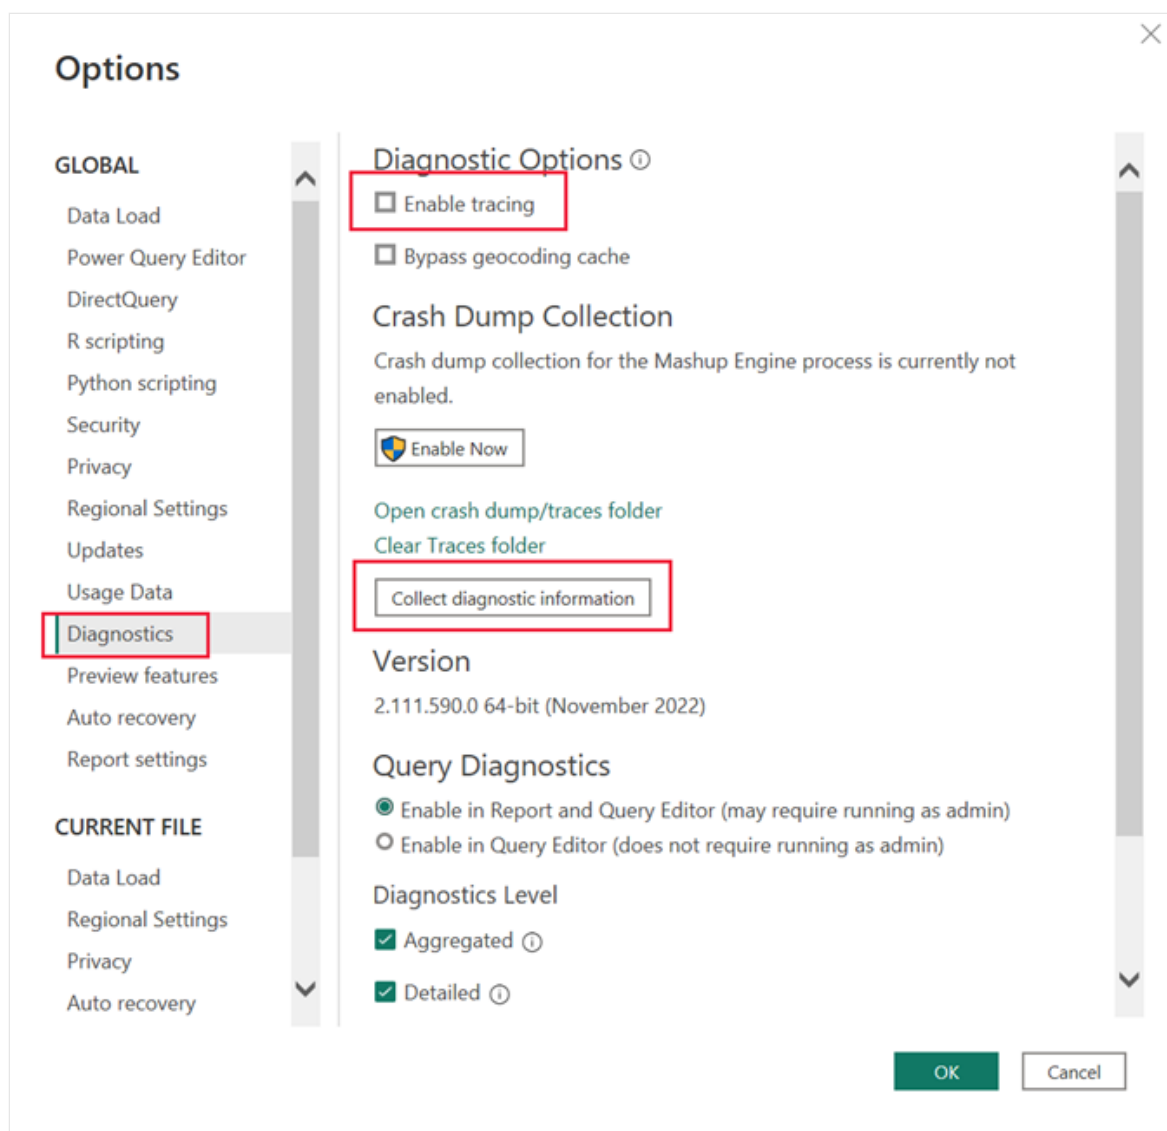 Options
GLOBAL
Data Load
Power Query Editor
DirectQuery
R scripting
Python scripting
Security
Privacy
Regional Settings
Updates
Usage Data
Diagnostics
Preview features
Auto recovery
Report settings
CURRENT FILE
Data Load
Regional Settings
Privacy
Auto recovery
Diagnostic Options
Enable tracing
Bypass geocoding cache
Crash Dump Collection
Crash dump collection for the Mashup Engine process is currently not
enabled.
Enable Now
Open crash dump/traces folder
Clear Traces folder
Collect diagnostic information
Version
2.111.590.0 64-bit (November 2022)
Query Diagnostics
Enable in Report and Query Editor (may require running as admin)
Enable in Query Editor (does not require running as admin)
Diagnostics Level
Aggregated
Detailed
OK
Cancel